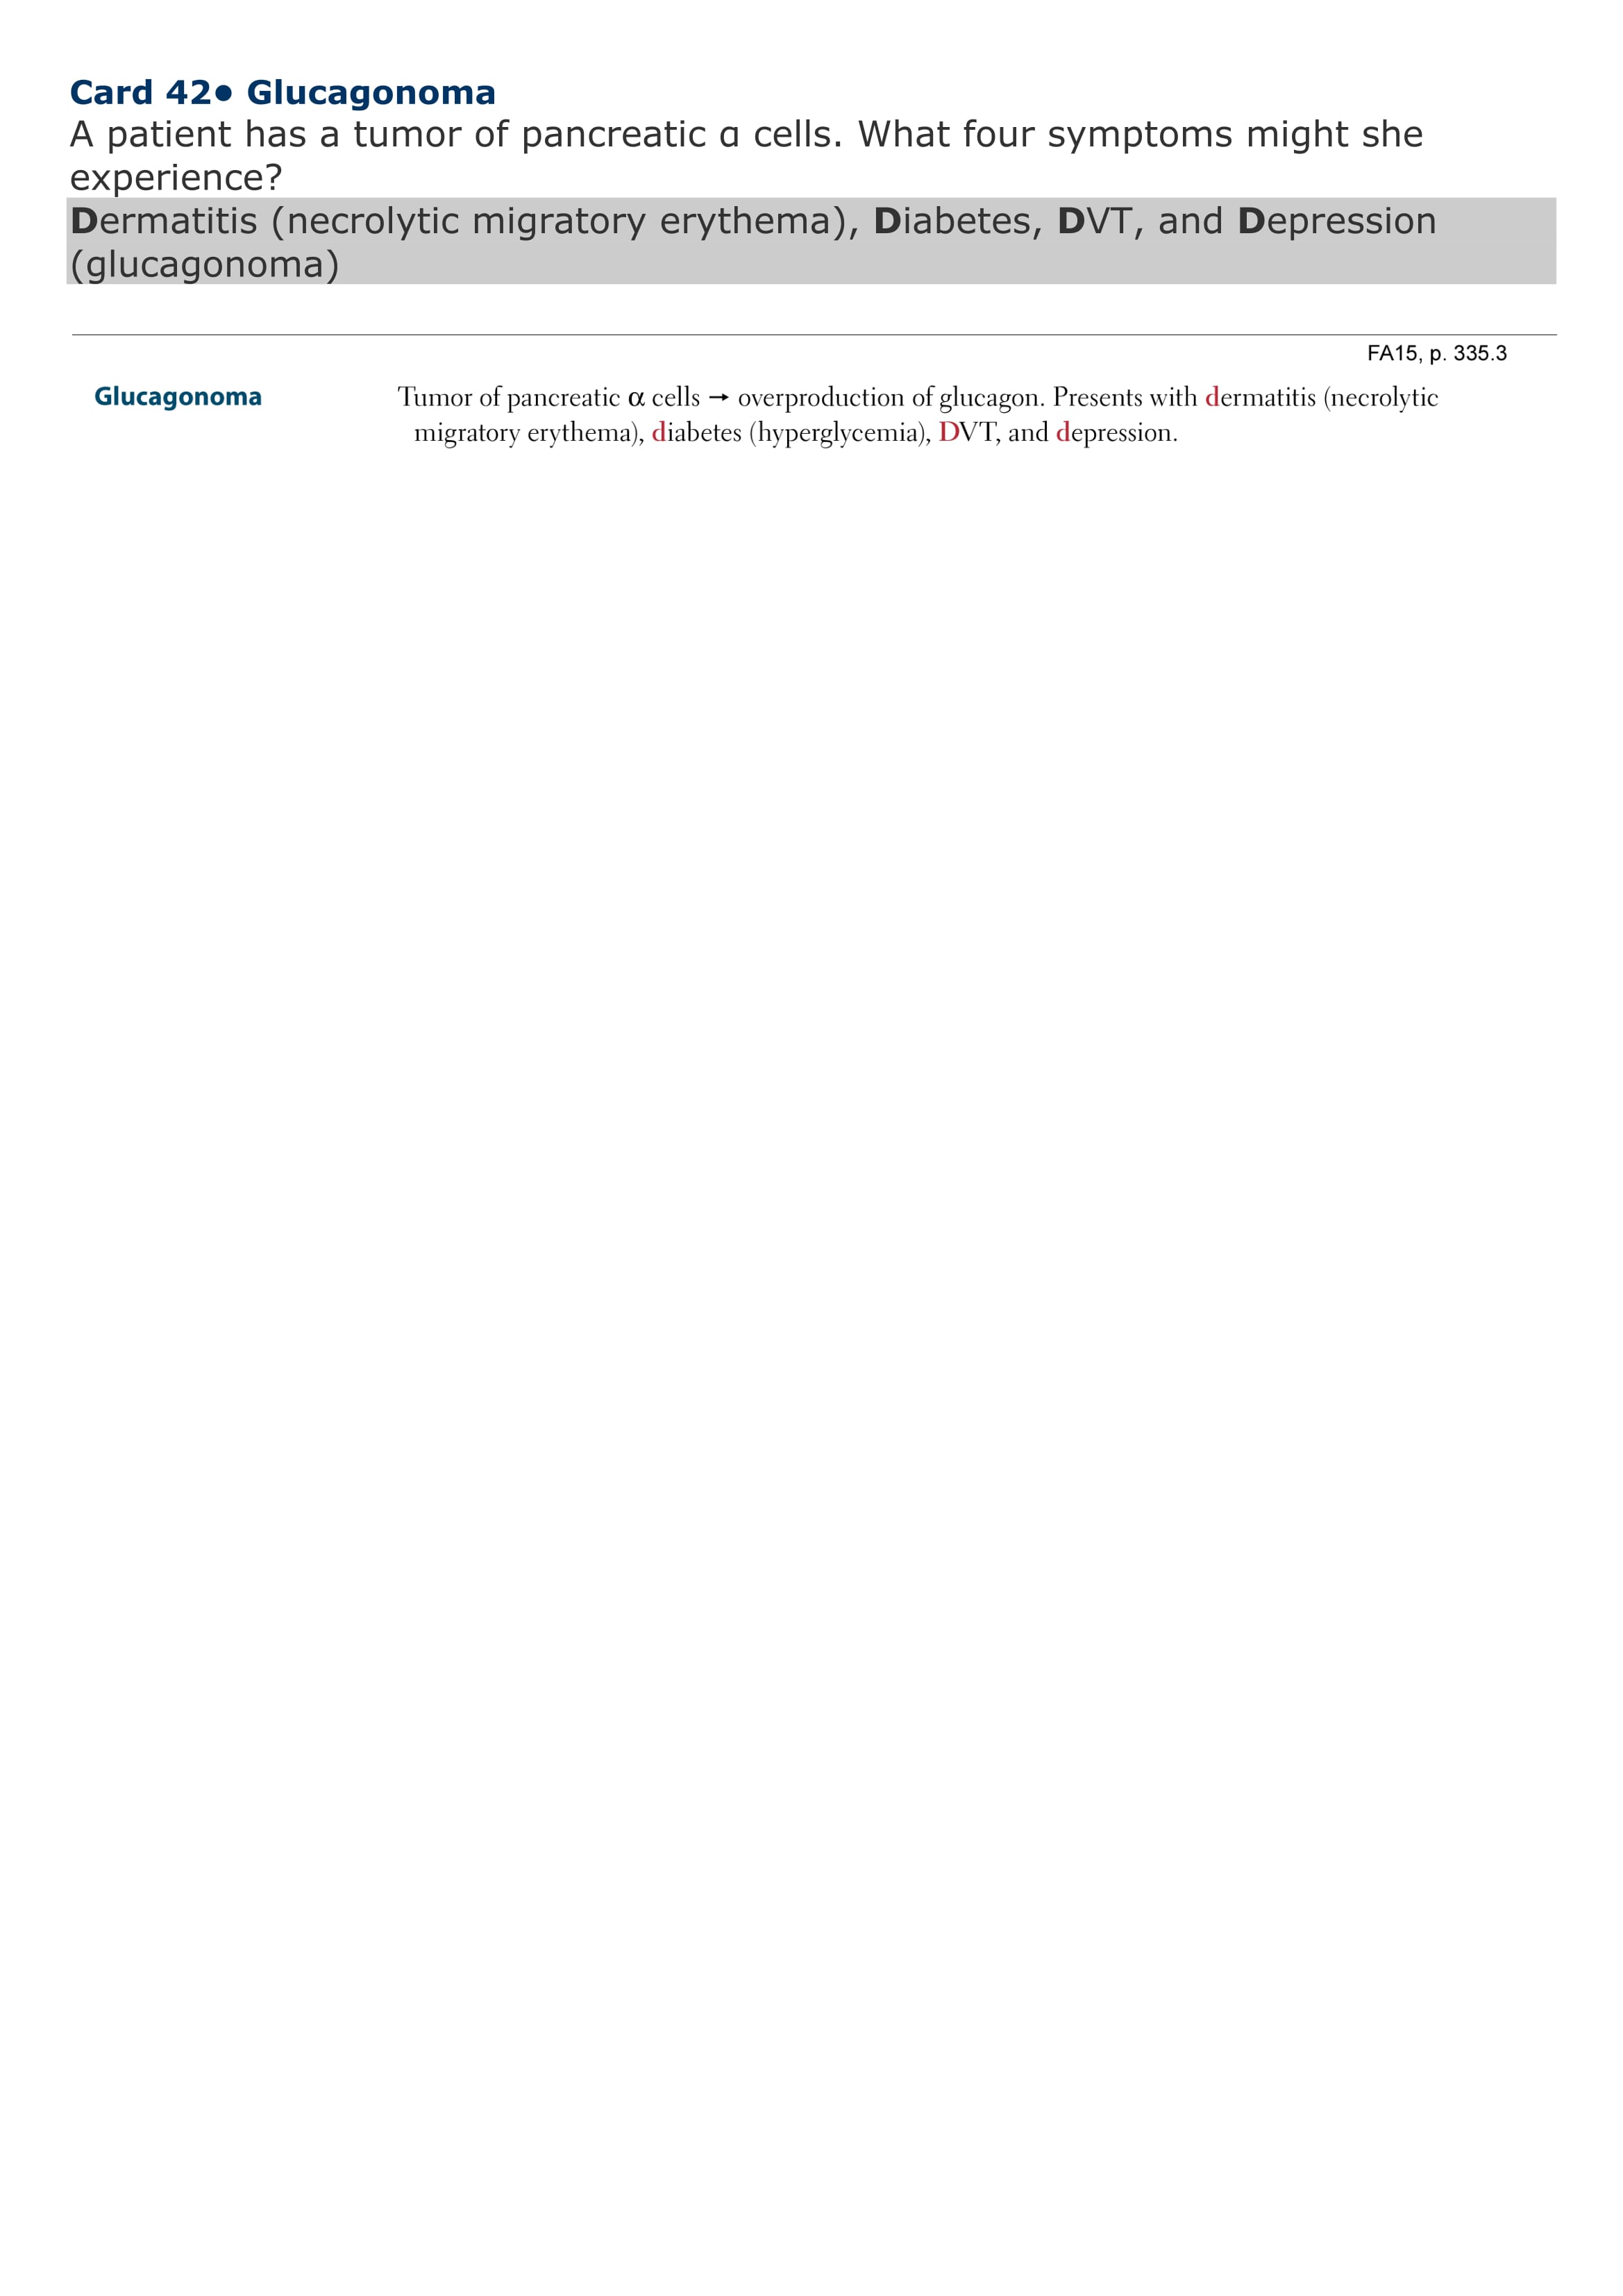 Card 42● Glucagonoma
A patient has a tumor of pancreatic α cells. What four symptoms might she
experience?
Dermatitis (necrolytic migratory erythema), Diabetes, DVT, and Depression
(glucagonoma)
FA15, p. 335.3
Glucagonoma Tumor of pancreatic α cells → overproduction of glucagon. Presents with dermatitis (necrolytic
migratory erythema), diabetes (hyperglycemia), DVT, and depression.